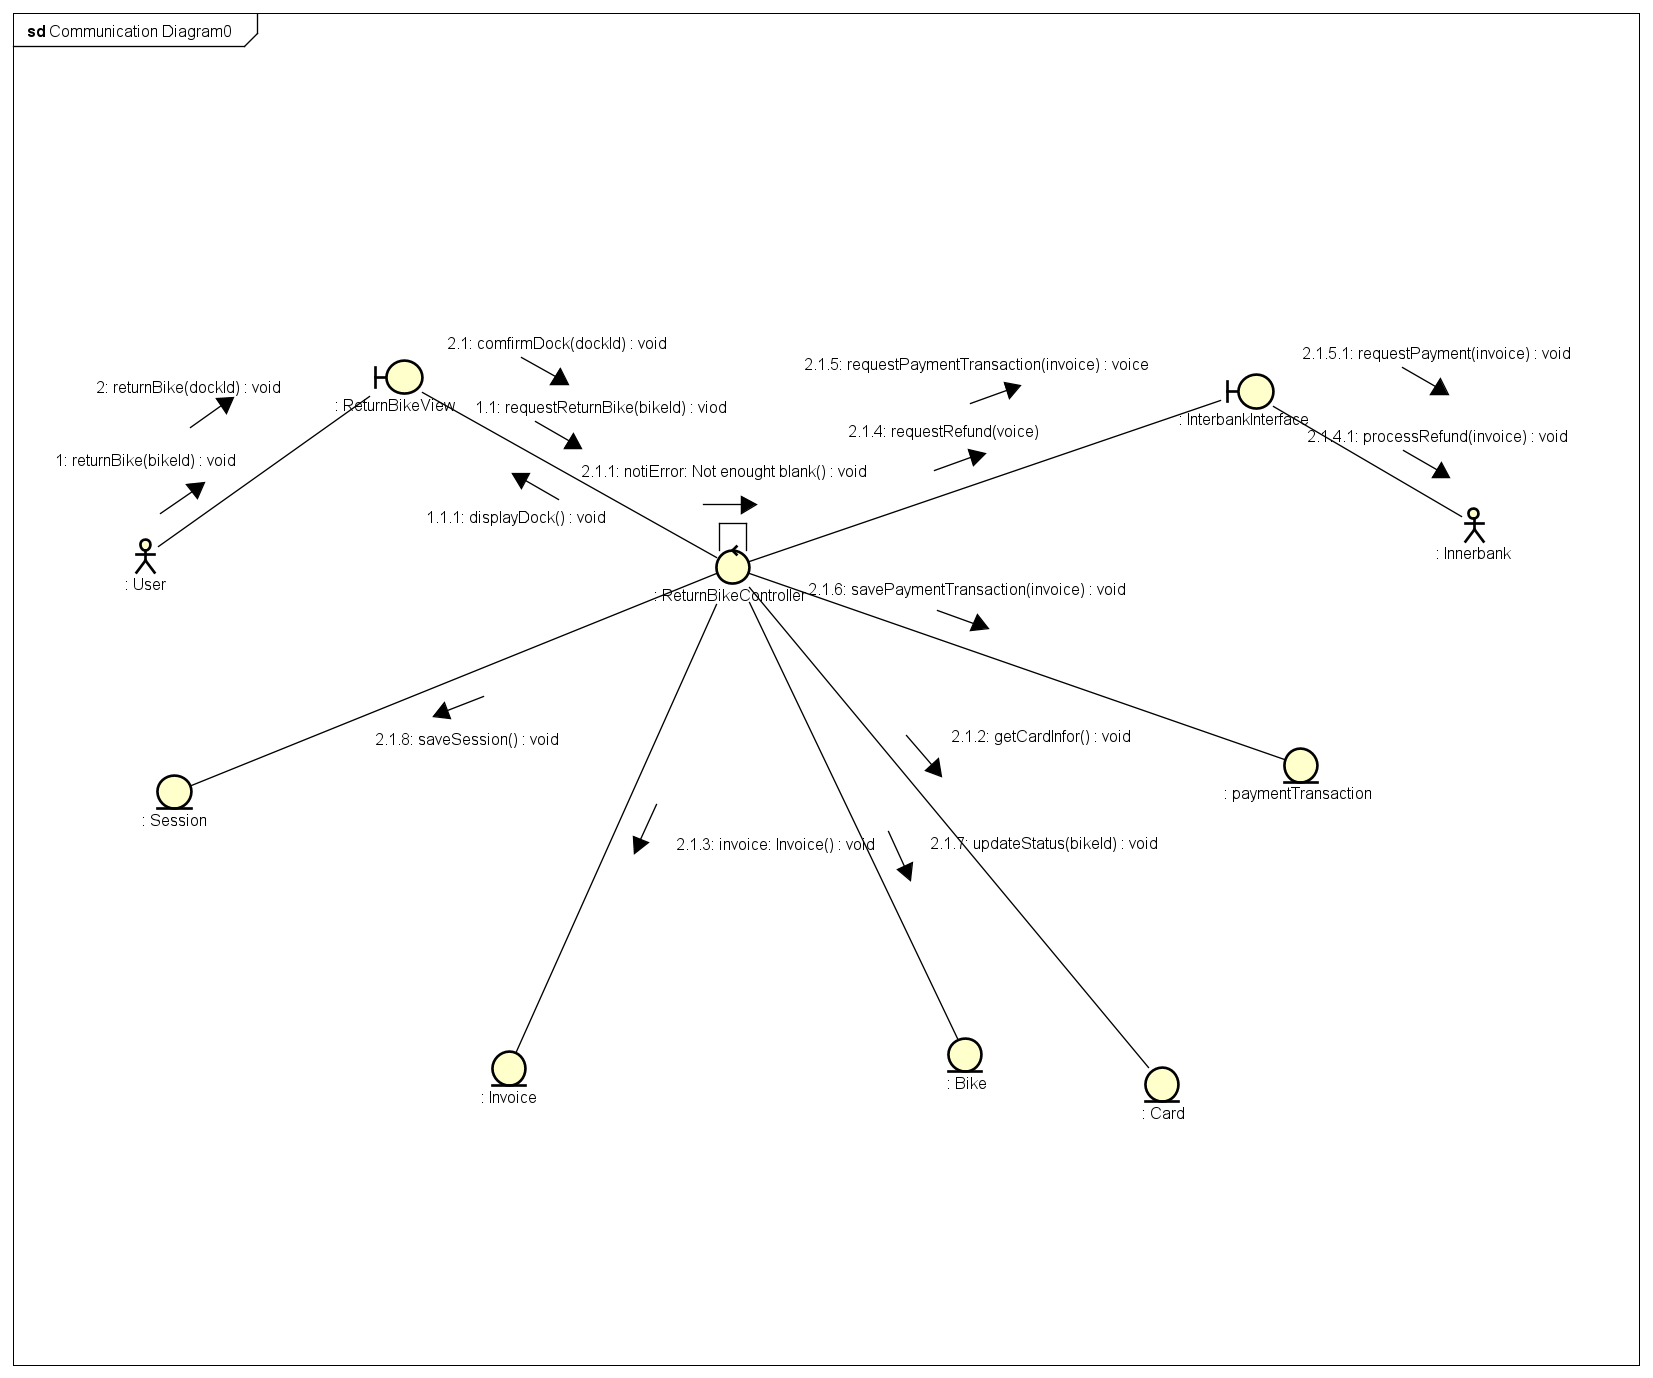 sd Communication Diagram0
2.1: comfirmDock(dockId) : void
2.1.5: requestPaymentTransaction(invoice) : voice
2.1.5.1: requestPayment(invoice) : void
2: returnBike(dockId) : void
: ReturnBikeView
1.1: requestReturnBike(bikeId) : viod
: InterbankInterface
2.1.4: requestRefund(voice)
2.1.4.1: processRefund(invoice) : void
1: returnBike(bikeId) : void
2.1.1: notiError: Not enought blank() : void
1.1.1: displayDock() : void
: Innerbank
: User
: ReturnBikeController
2.1.6: savePaymentTransaction(invoice) : void
2.1.8: saveSession() : void
2.1.2: getCardInfor() : void
: paymentTransaction
: Session
2.1.3: invoice: Invoice() : void
2.1.7: updateStatus(bikeId) : void
: Invoice
: Bike
: Card